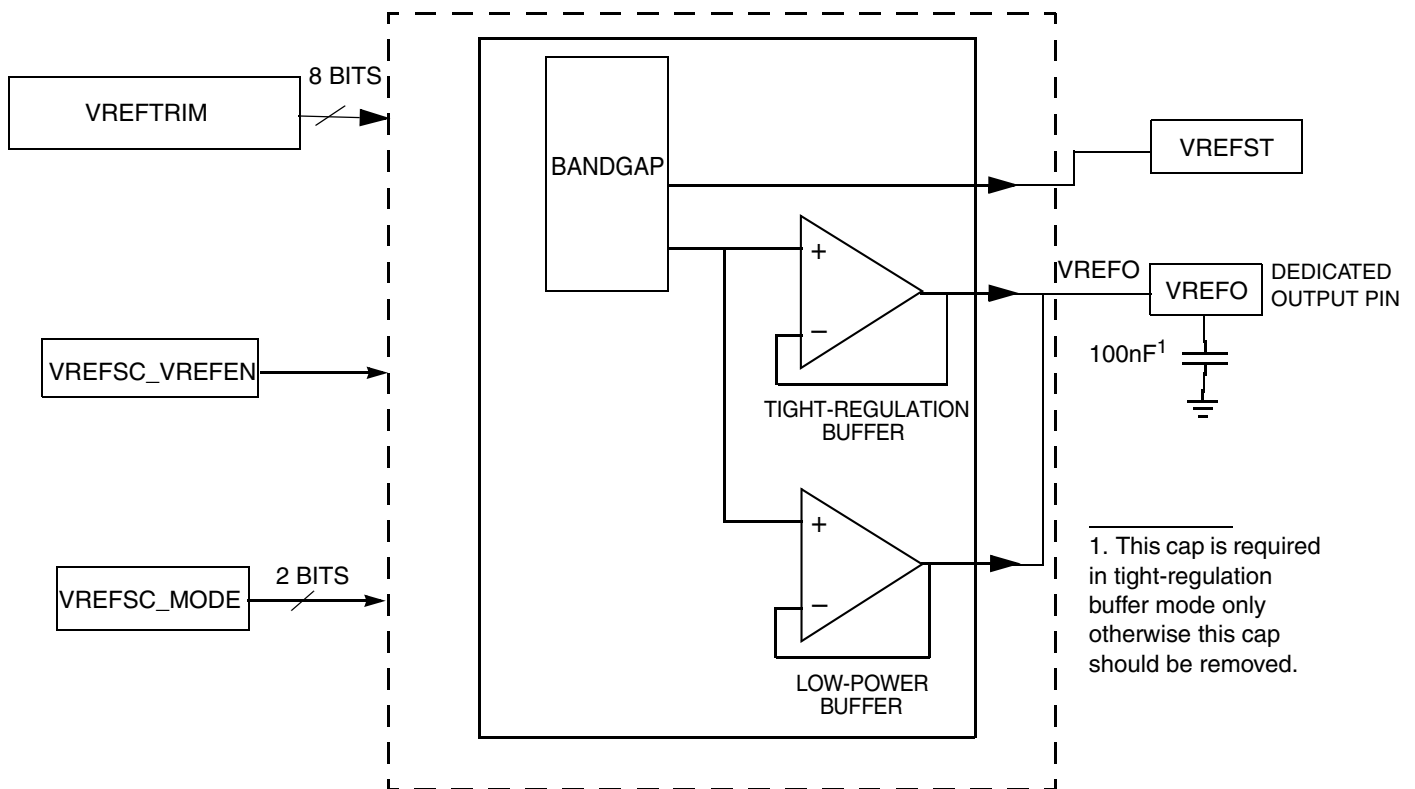 8 BITS
VREFTRIM
BANDGAP
VREFST
+
−
VREFO
VREFO
DEDICATED
OUTPUT PIN
100nF¹
VREFSC_VREFEN
TIGHT-REGULATION
BUFFER
+
−
VREFSC_MODE
2 BITS
LOW-POWER
BUFFER
1. This cap is required
in tight-regulation
buffer mode only
otherwise this cap
should be removed.